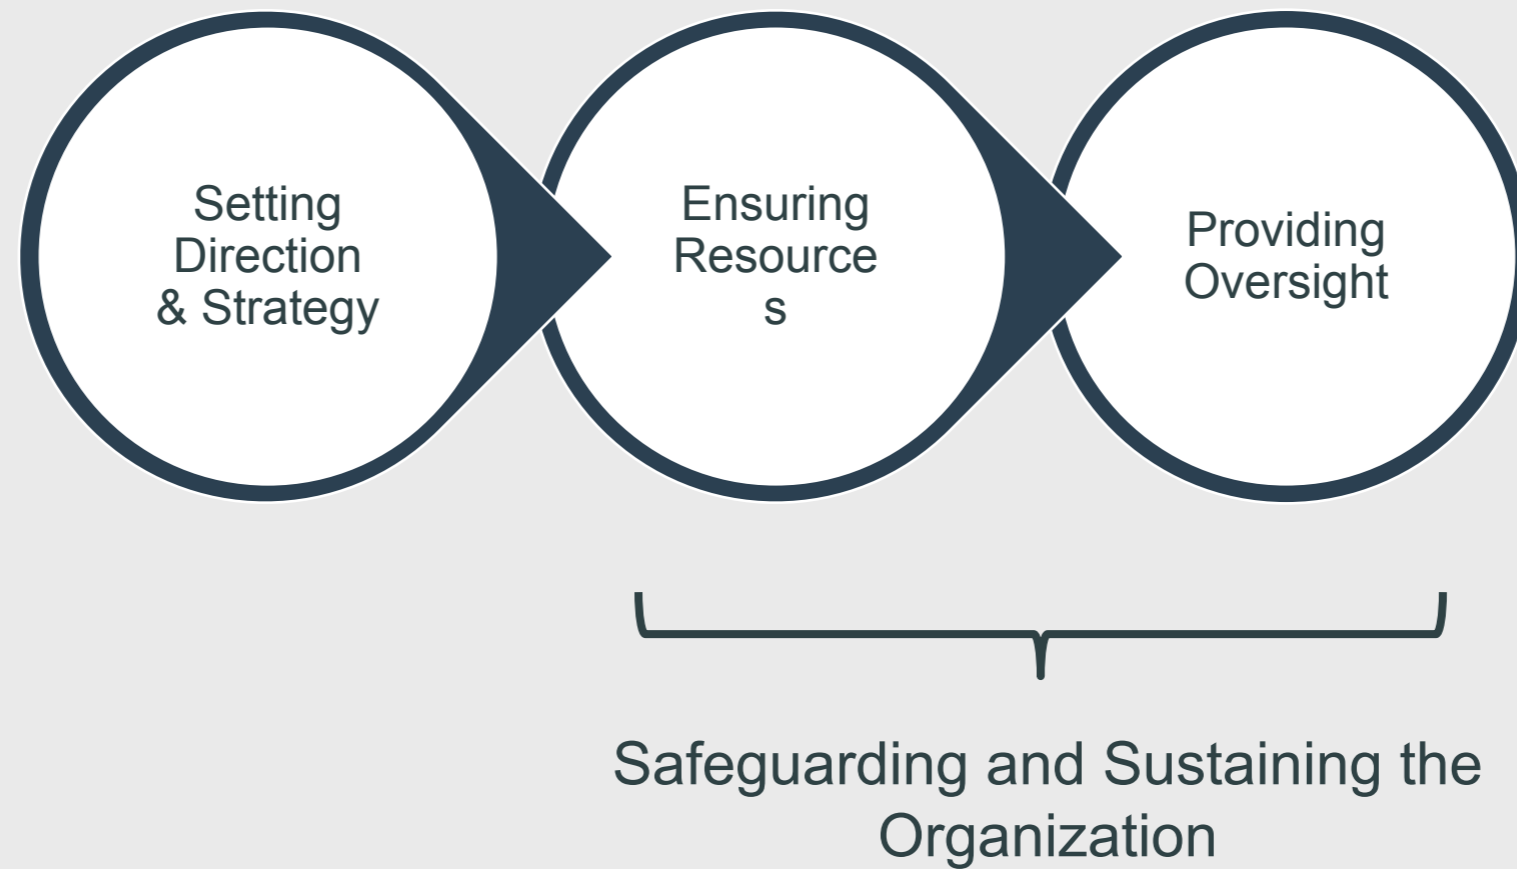 Setting
Direction
& Strategy
Ensuring
Resource
s
Providing
Oversight
Safeguarding and Sustaining the
Organization